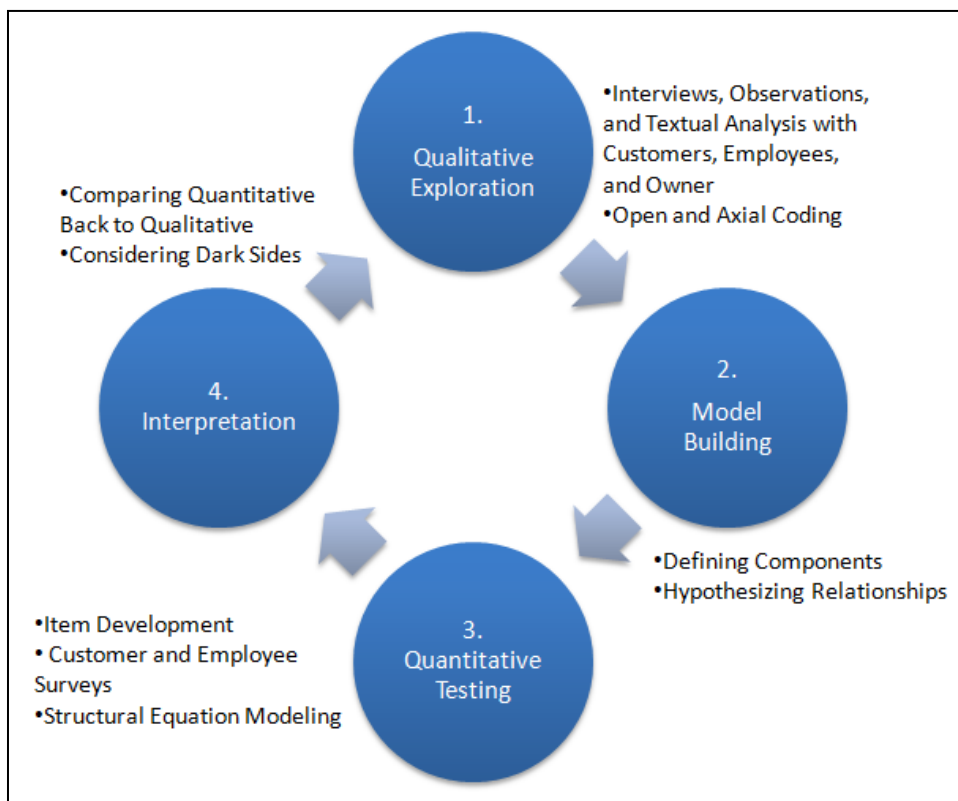 1.
Qualitative
Exploration
•Interviews, Observations,
and Textual Analysis with
Customers, Employees,
and Owner
•Open and Axial Coding
2.
Model
Building
•Defining Components
•Hypothesizing Relationships
3.
Quantitative
Testing
•Item Development
• Customer and Employee
Surveys
•Structural Equation Modeling
4.
Interpretation
•Comparing Quantitative
Back to Qualitative
•Considering Dark Sides